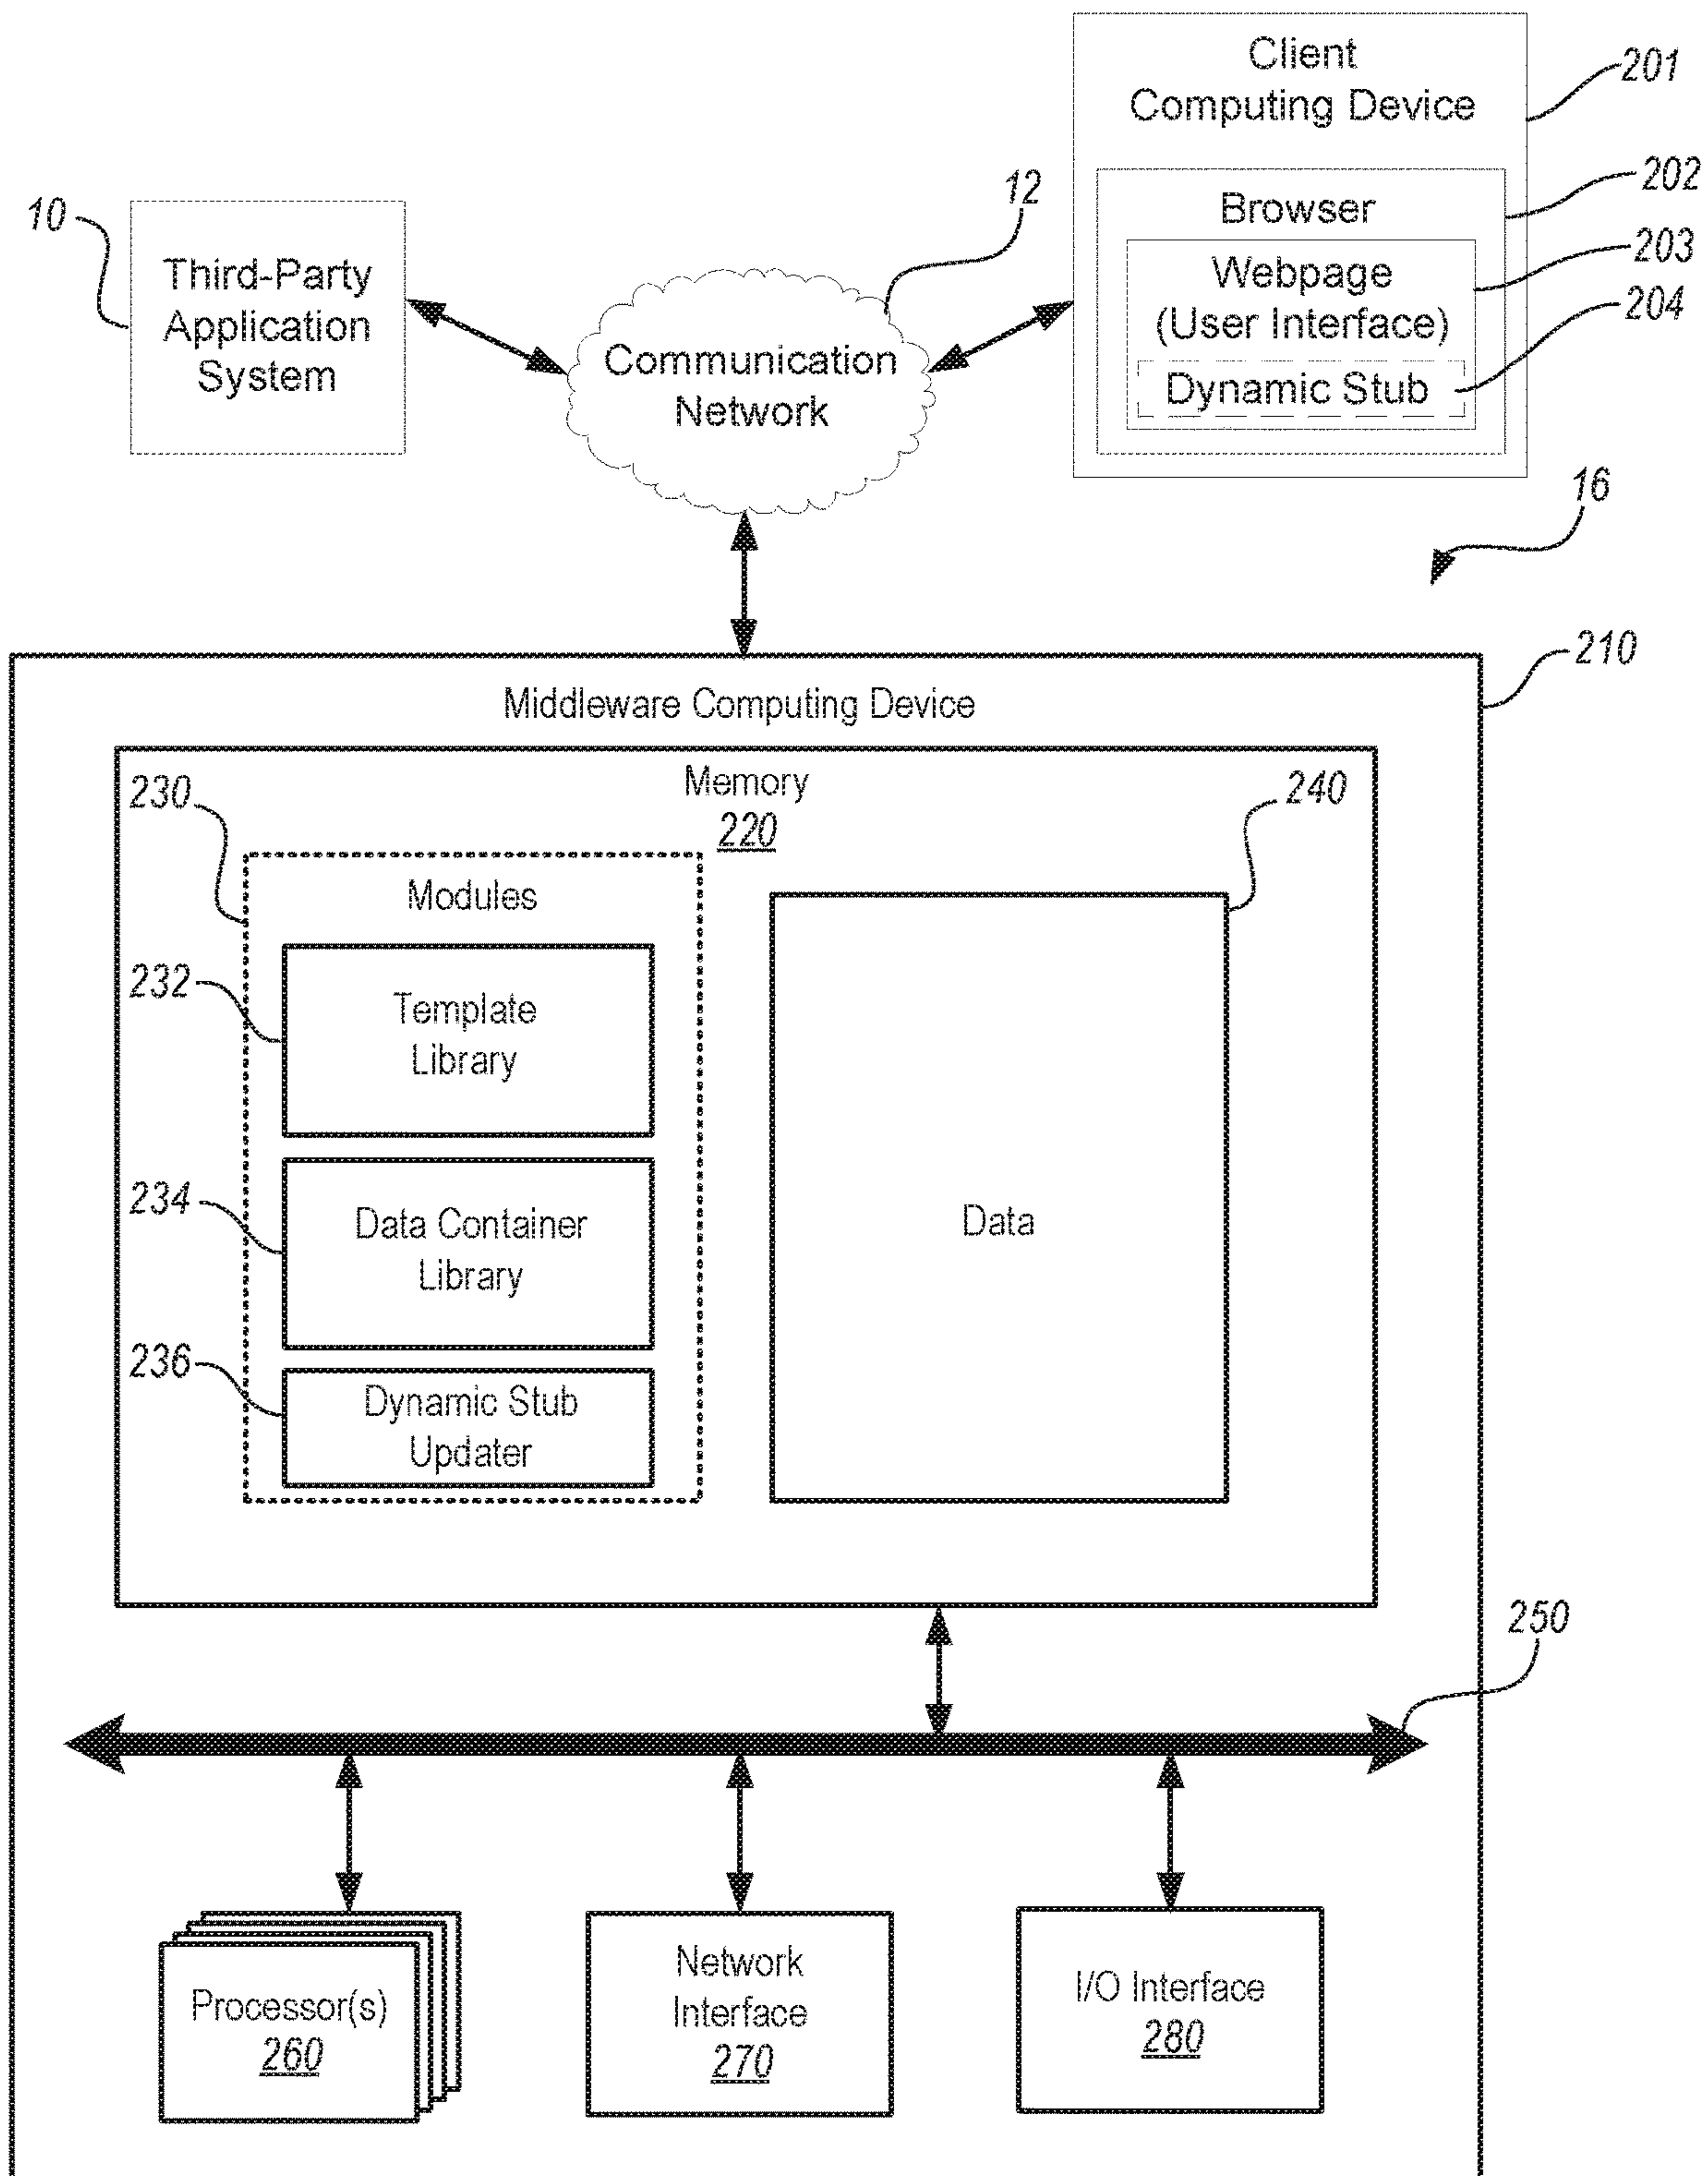 Client
Computing Device
201
202
Browser
203
Webpage
(User Interface)
204
Dynamic Stub
10
Third-Party
Application
System
12
Communication
Network
16
210
Middleware Computing Device
Memory
220
230
240
Modules
232
Template
Library
234
Data Container
Library
Data
236
Dynamic Stub
Updater
250
Processor(s)
260
Network
Interface
270
I/O Interface
280